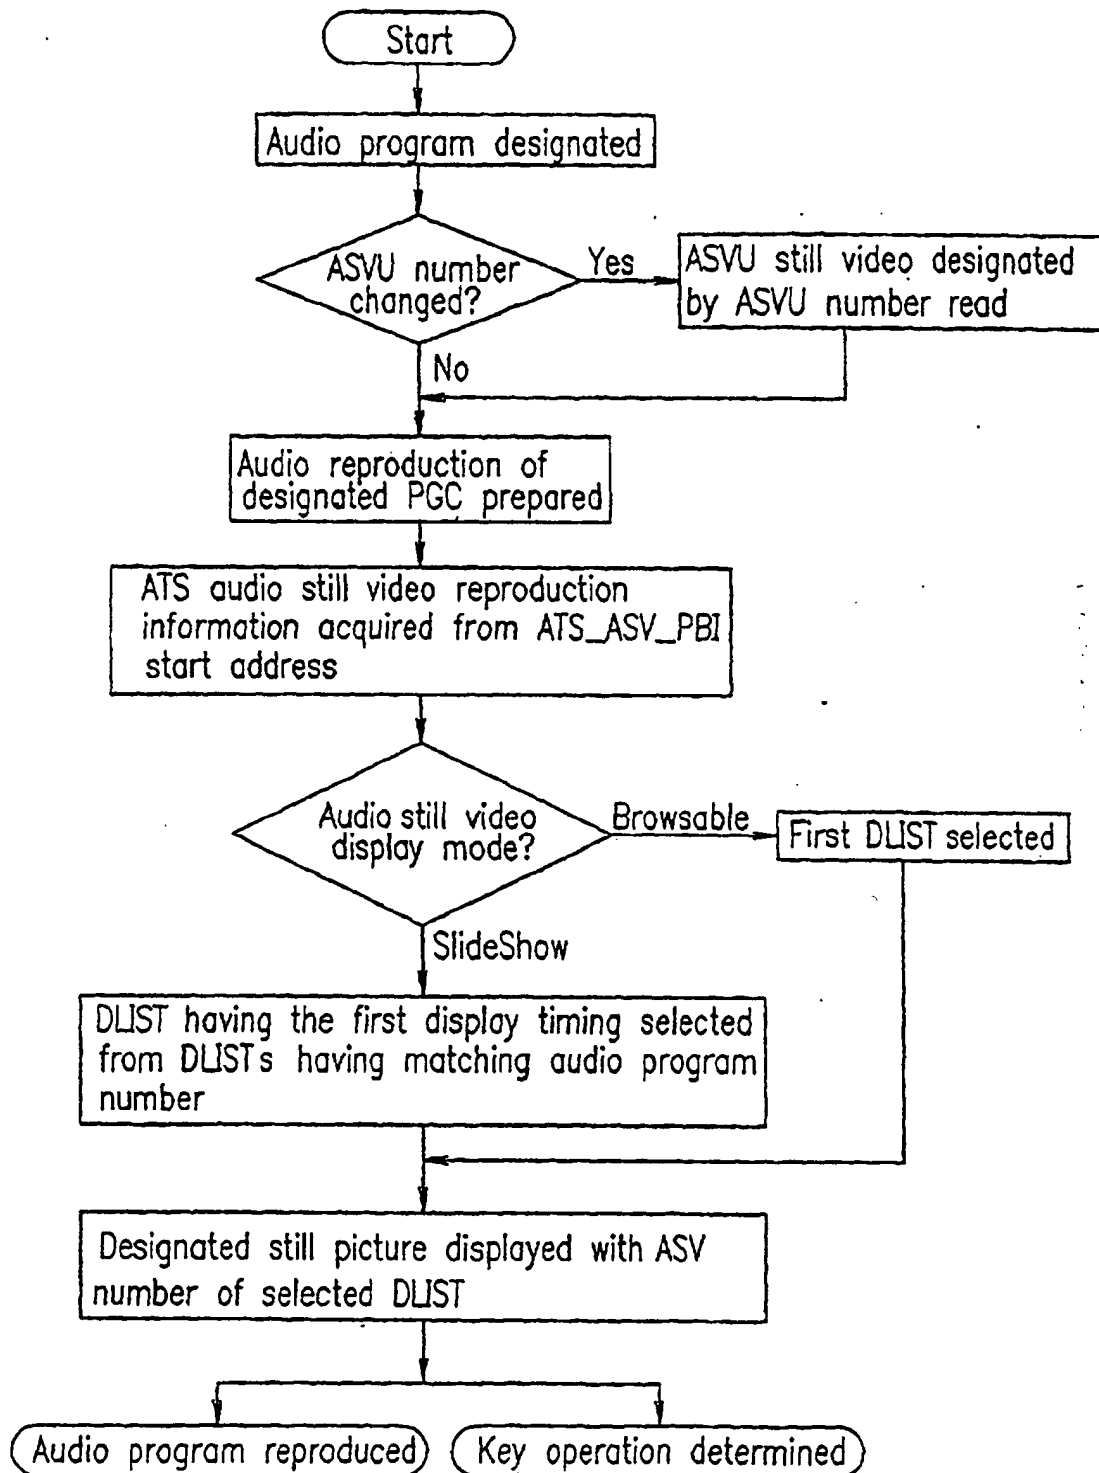 Start
Audio program designated
ASVU number
changed?
Yes
ASVU still video designated
by ASVU number read
No
Audio reproduction of
designated PGC prepared
ATS audio still video reproduction
information acquired from ATS_ASV_PBI
start address
Audio still video
display mode?
Browsable
First DLIST selected
SlideShow
DLIST having the first display timing selected
from DLISTs having matching audio program
number
Designated still picture displayed with ASV
number of selected DLIST
Audio program reproduced
Key operation determined